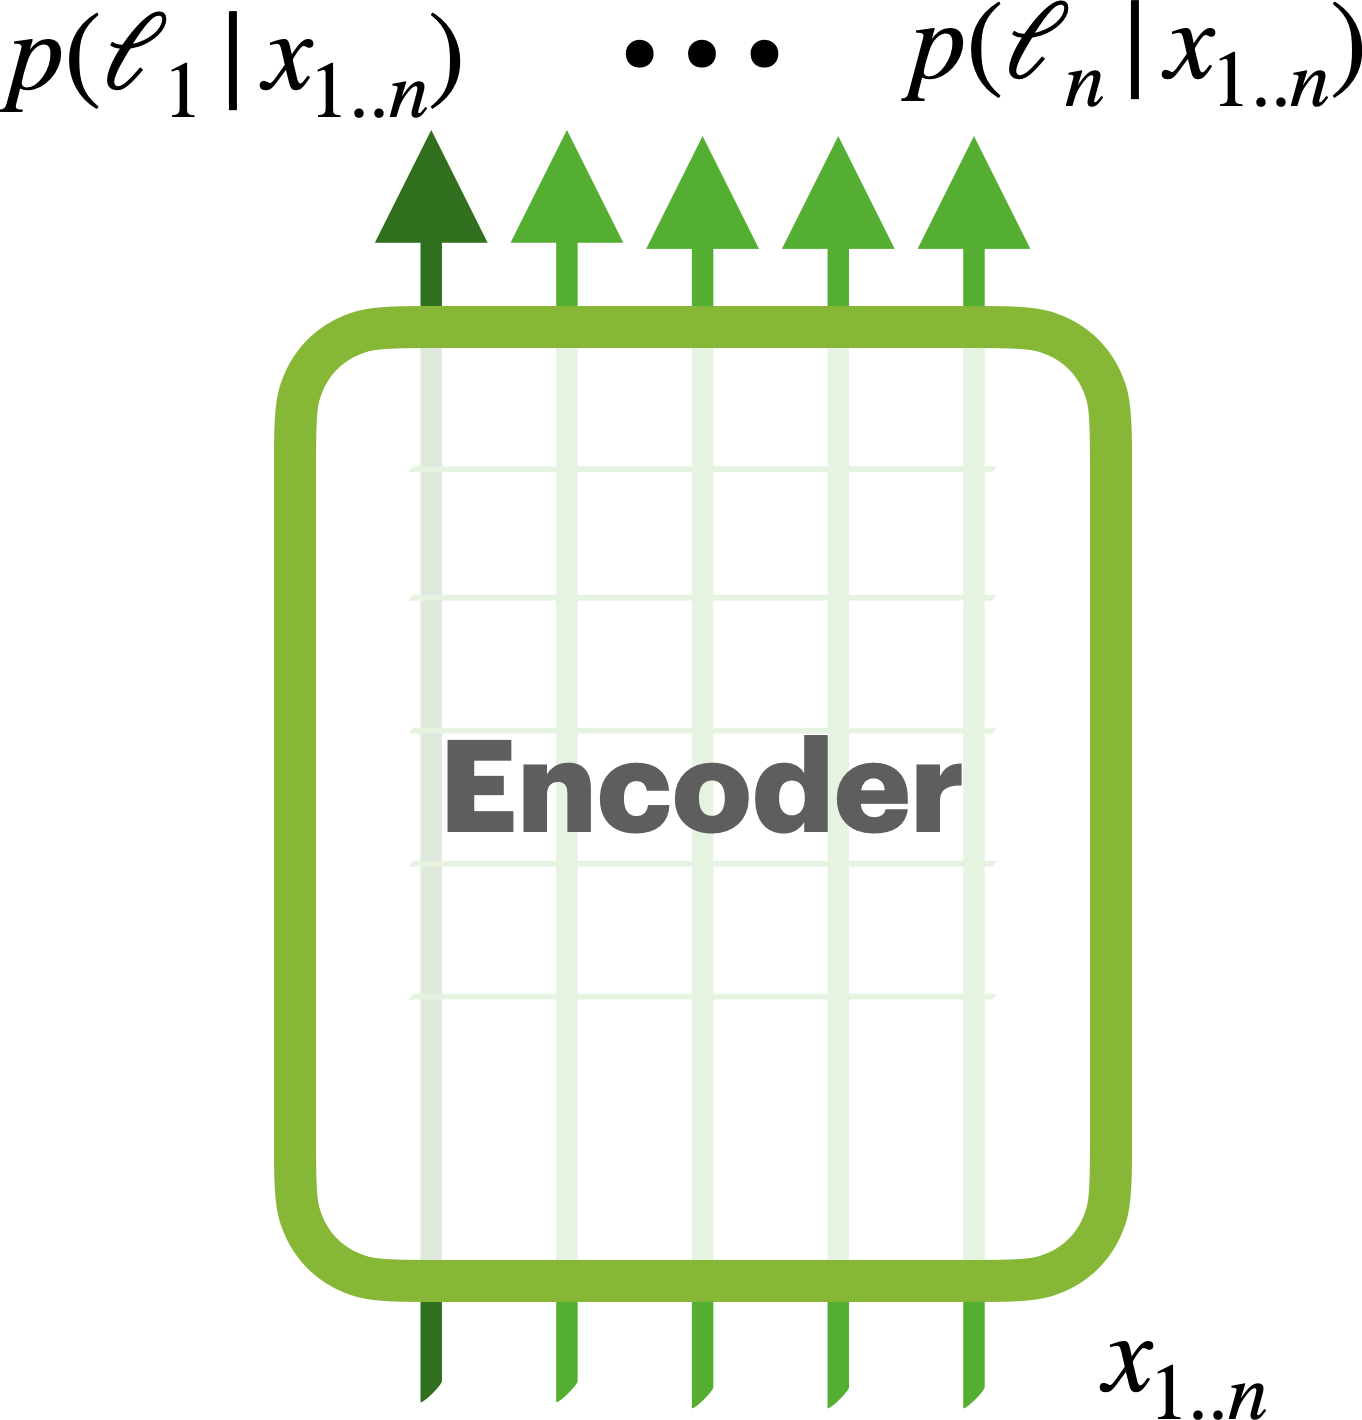 p(ℓ₁|x₁..ₙ) ••• p(ℓₙ|x₁..ₙ)
Encoder
x₁..ₙ